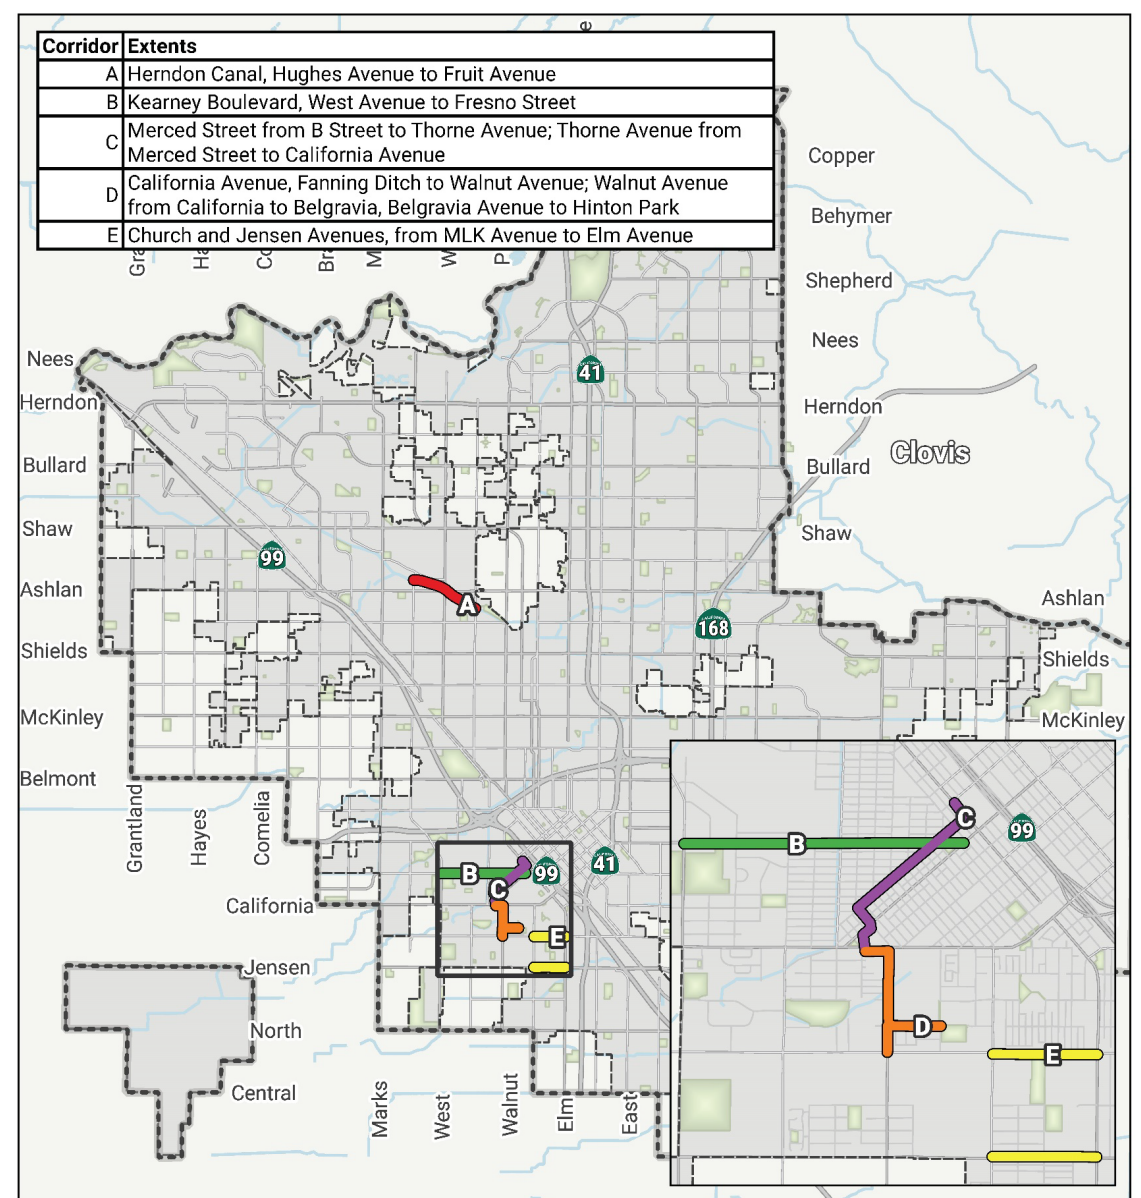 Corridor Extents
A Herndon Canal, Hughes Avenue to Fruit Avenue
B Kearney Boulevard, West Avenue to Fresno Street
C Merced Street from B Street to Thorne Avenue; Thorne Avenue from
Merced Street to California Avenue
D California Avenue, Fanning Ditch to Walnut Avenue; Walnut Avenue
from California to Belgravia, Belgravia Avenue to Hinton Park
E Church and Jensen Avenues, from MLK Avenue to Elm Avenue
Copper
Behymer
Shepherd
Nees
Herndon
Bullard
Shaw
Clovis
Ashlan
Shields
McKinley
Nees
Herndon
Bullard
Shaw
Ashlan
Shields
McKinley
Belmont
41
99
168
A
Grantland
Hayes
Cornelia
California
Jensen
North
Central
B
C
99
41
E
Marks
West
Walnut
Elm
East
B
C
99
D
E